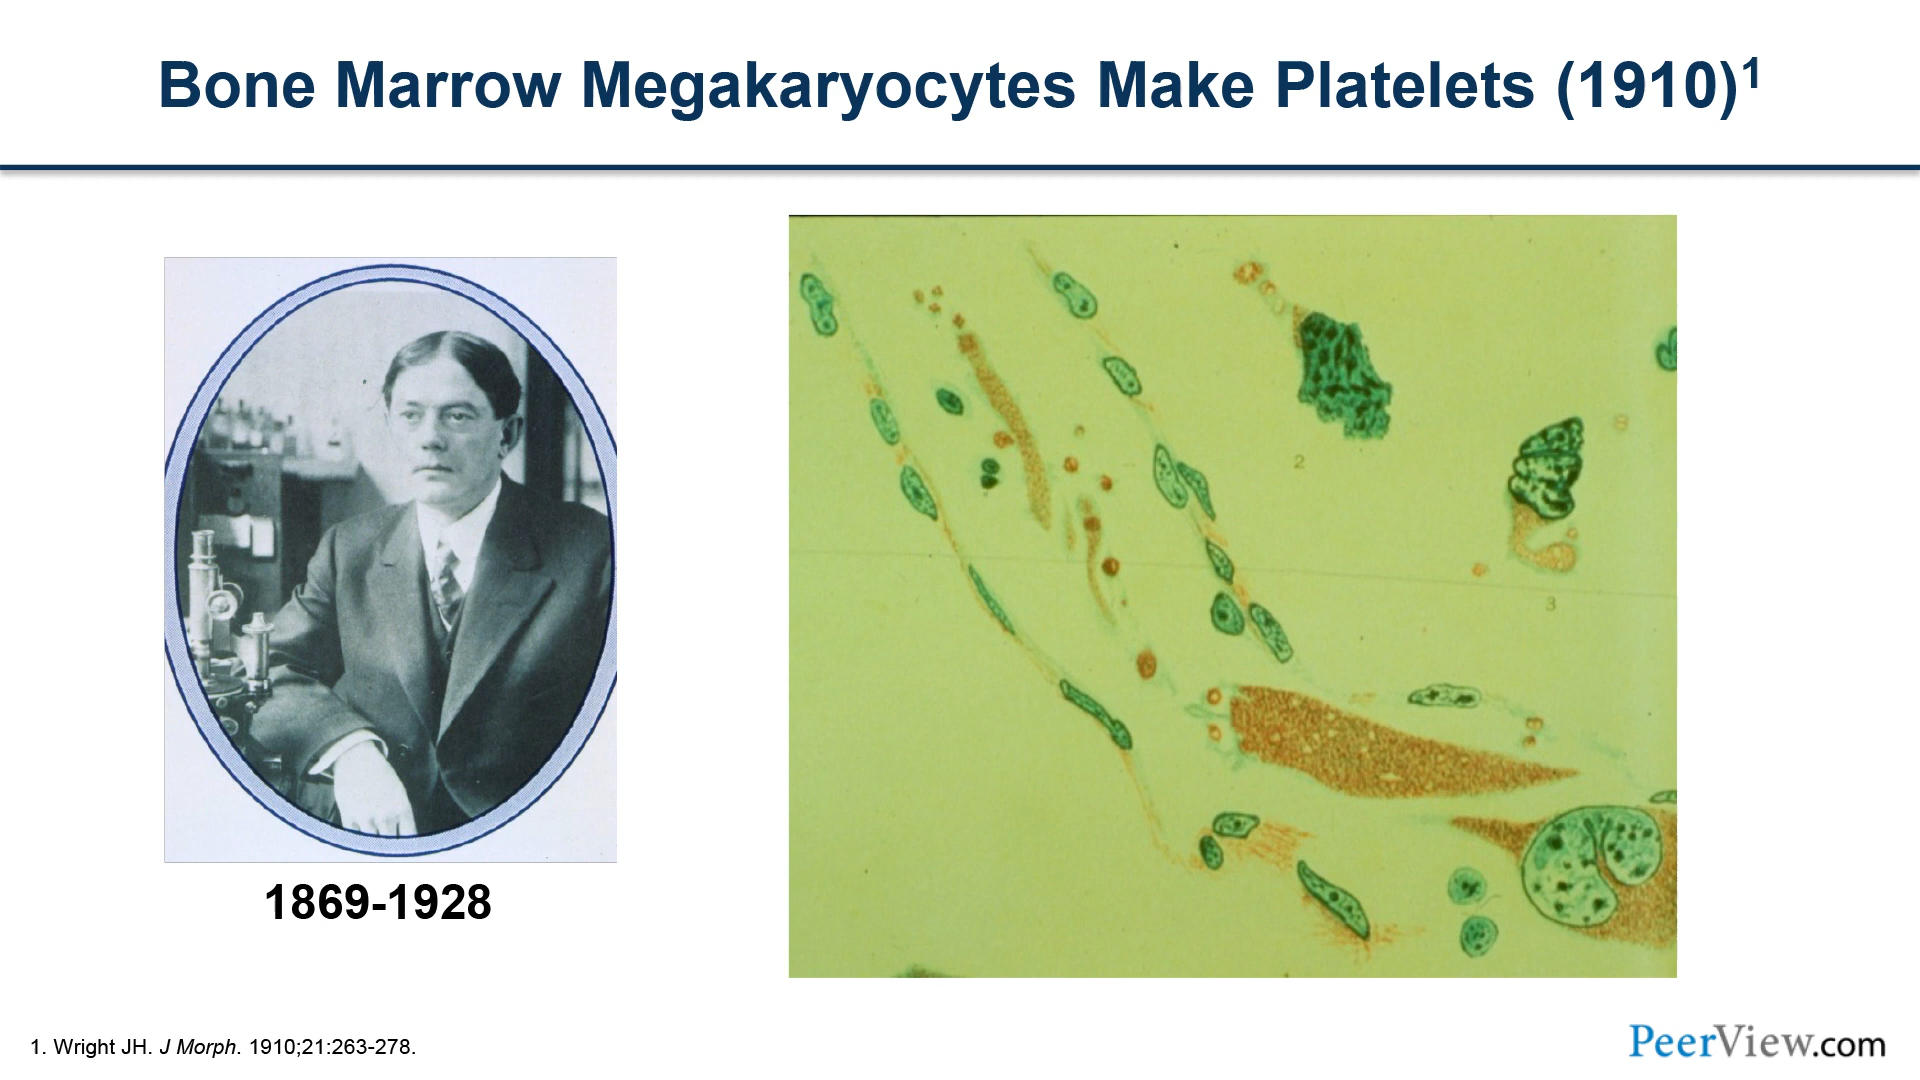 Bone Marrow Megakaryocytes Make Platelets (1910)1
2
3
1869-1928
1. Wright JH. J Morph. 1910;21:263-278.
PeerView.com